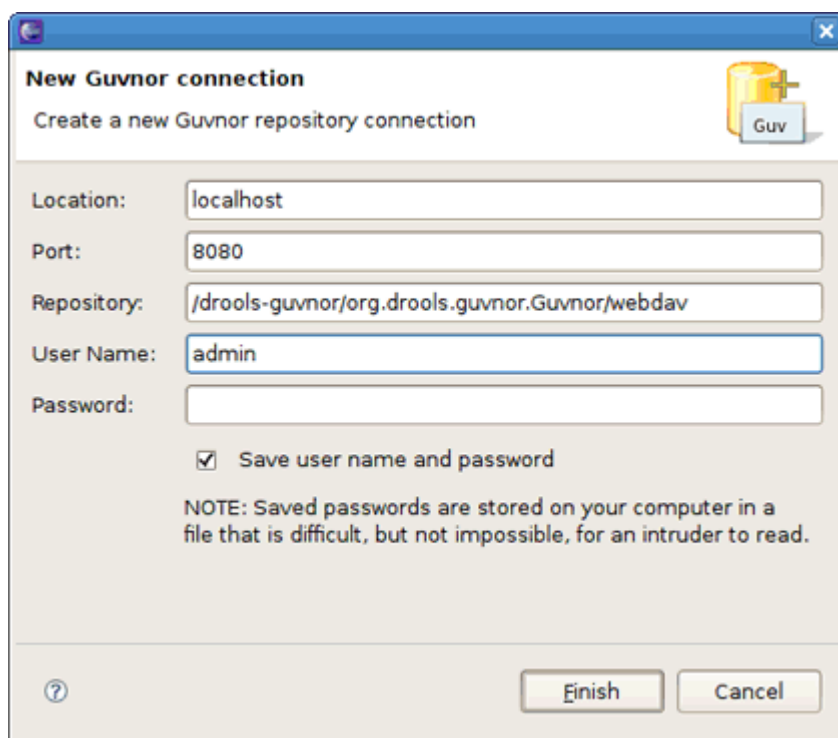 New Guvnor connection
Create a new Guvnor repository connection
Guv
Location: localhost
Port: 8080
Repository: /drools-guvnor/org.drools.guvnor.Guvnor/webdav
User Name: admin
Password:
Save user name and password
NOTE: Saved passwords are stored on your computer in a
file that is difficult, but not impossible, for an intruder to read.
Finish Cancel